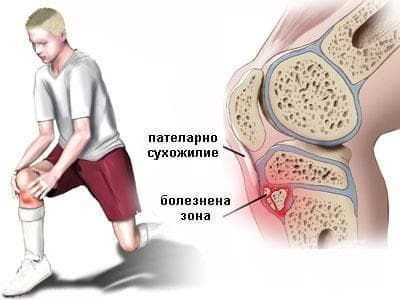 пателарно
сухожилие
болезнена
зона